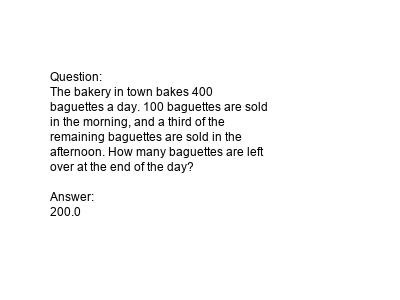 Question:
The bakery in town bakes 400
baguettes a day. 100 baguettes are sold
in the morning, and a third of the
remaining baguettes are sold in the
afternoon. How many baguettes are left
over at the end of the day?
Answer:
200.0